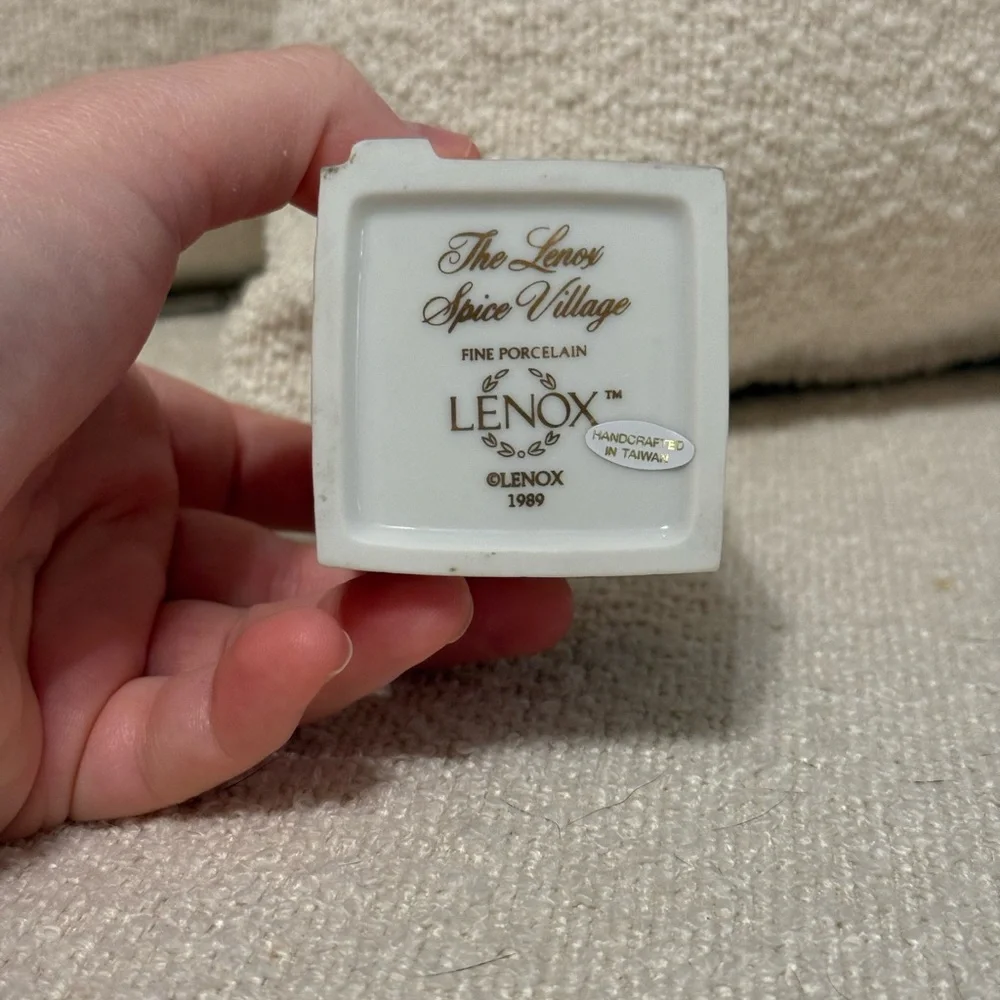 The Lenox
Spice Village
FINE PORCELAIN
LENOX™
HANDCRAFTED
IN TAIWAN
©LENOX
1989